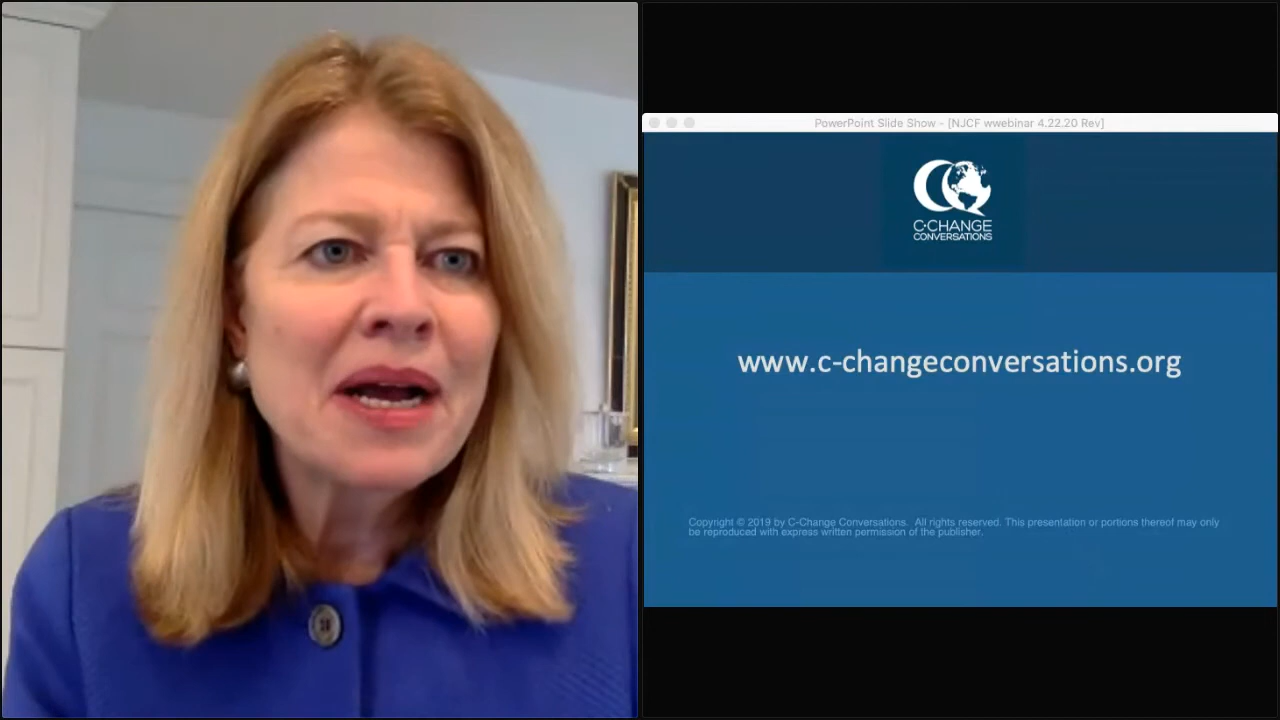 PowerPoint Slide Show - [NJCF wwebinar 4.22.20 Rev]
C·CHANGE
CONVERSATIONS
www.c-changeconversations.org
Copyright © 2019 by C-Change Conversations. All rights reserved. This presentation or portions thereof may only
be reproduced with express written permission of the publisher.